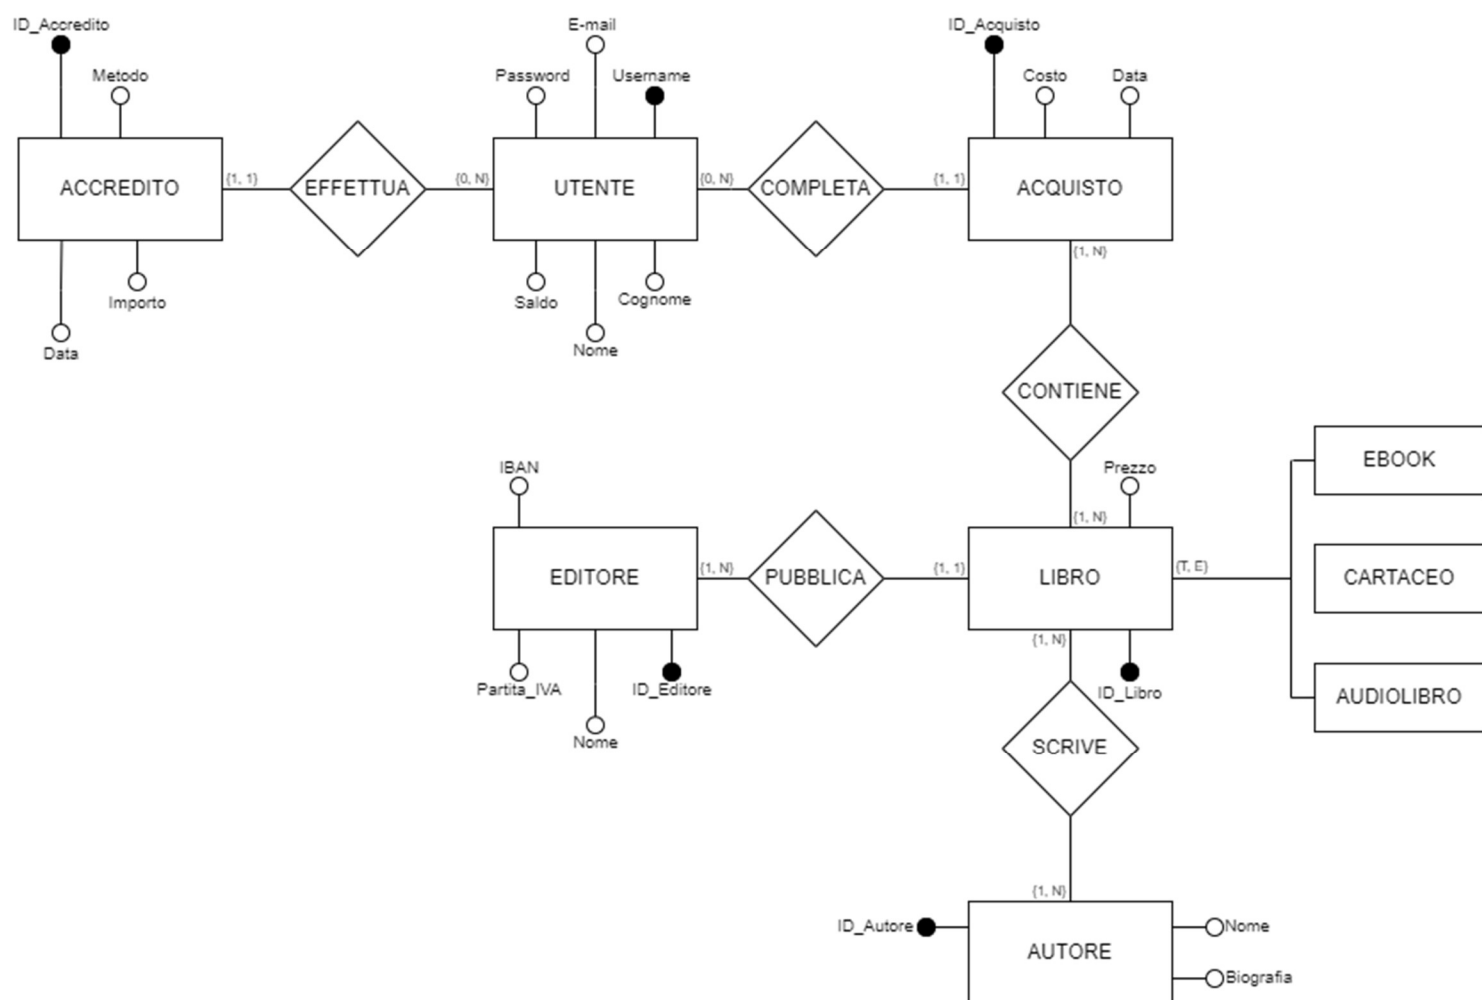 ID_Accredito
E-mail
ID_Acquisto
Metodo
Password
Username
Costo
Data
ACCREDITO
{1, 1}
EFFETTUA
{0, N}
UTENTE
{0, N}
COMPLETA
{1, 1}
ACQUISTO
{1, N}
Importo
Saldo
Cognome
Data
Nome
CONTIENE
EBOOK
IBAN
Prezzo
{1, N}
EDITORE
{1, N}
PUBBLICA
{1, 1}
LIBRO
{T, E}
CARTACEO
{1, N}
Partita_IVA
ID_Editore
ID_Libro
AUDIOLIBRO
Nome
SCRIVE
{1, N}
ID_Autore
Nome
AUTORE
Biografia